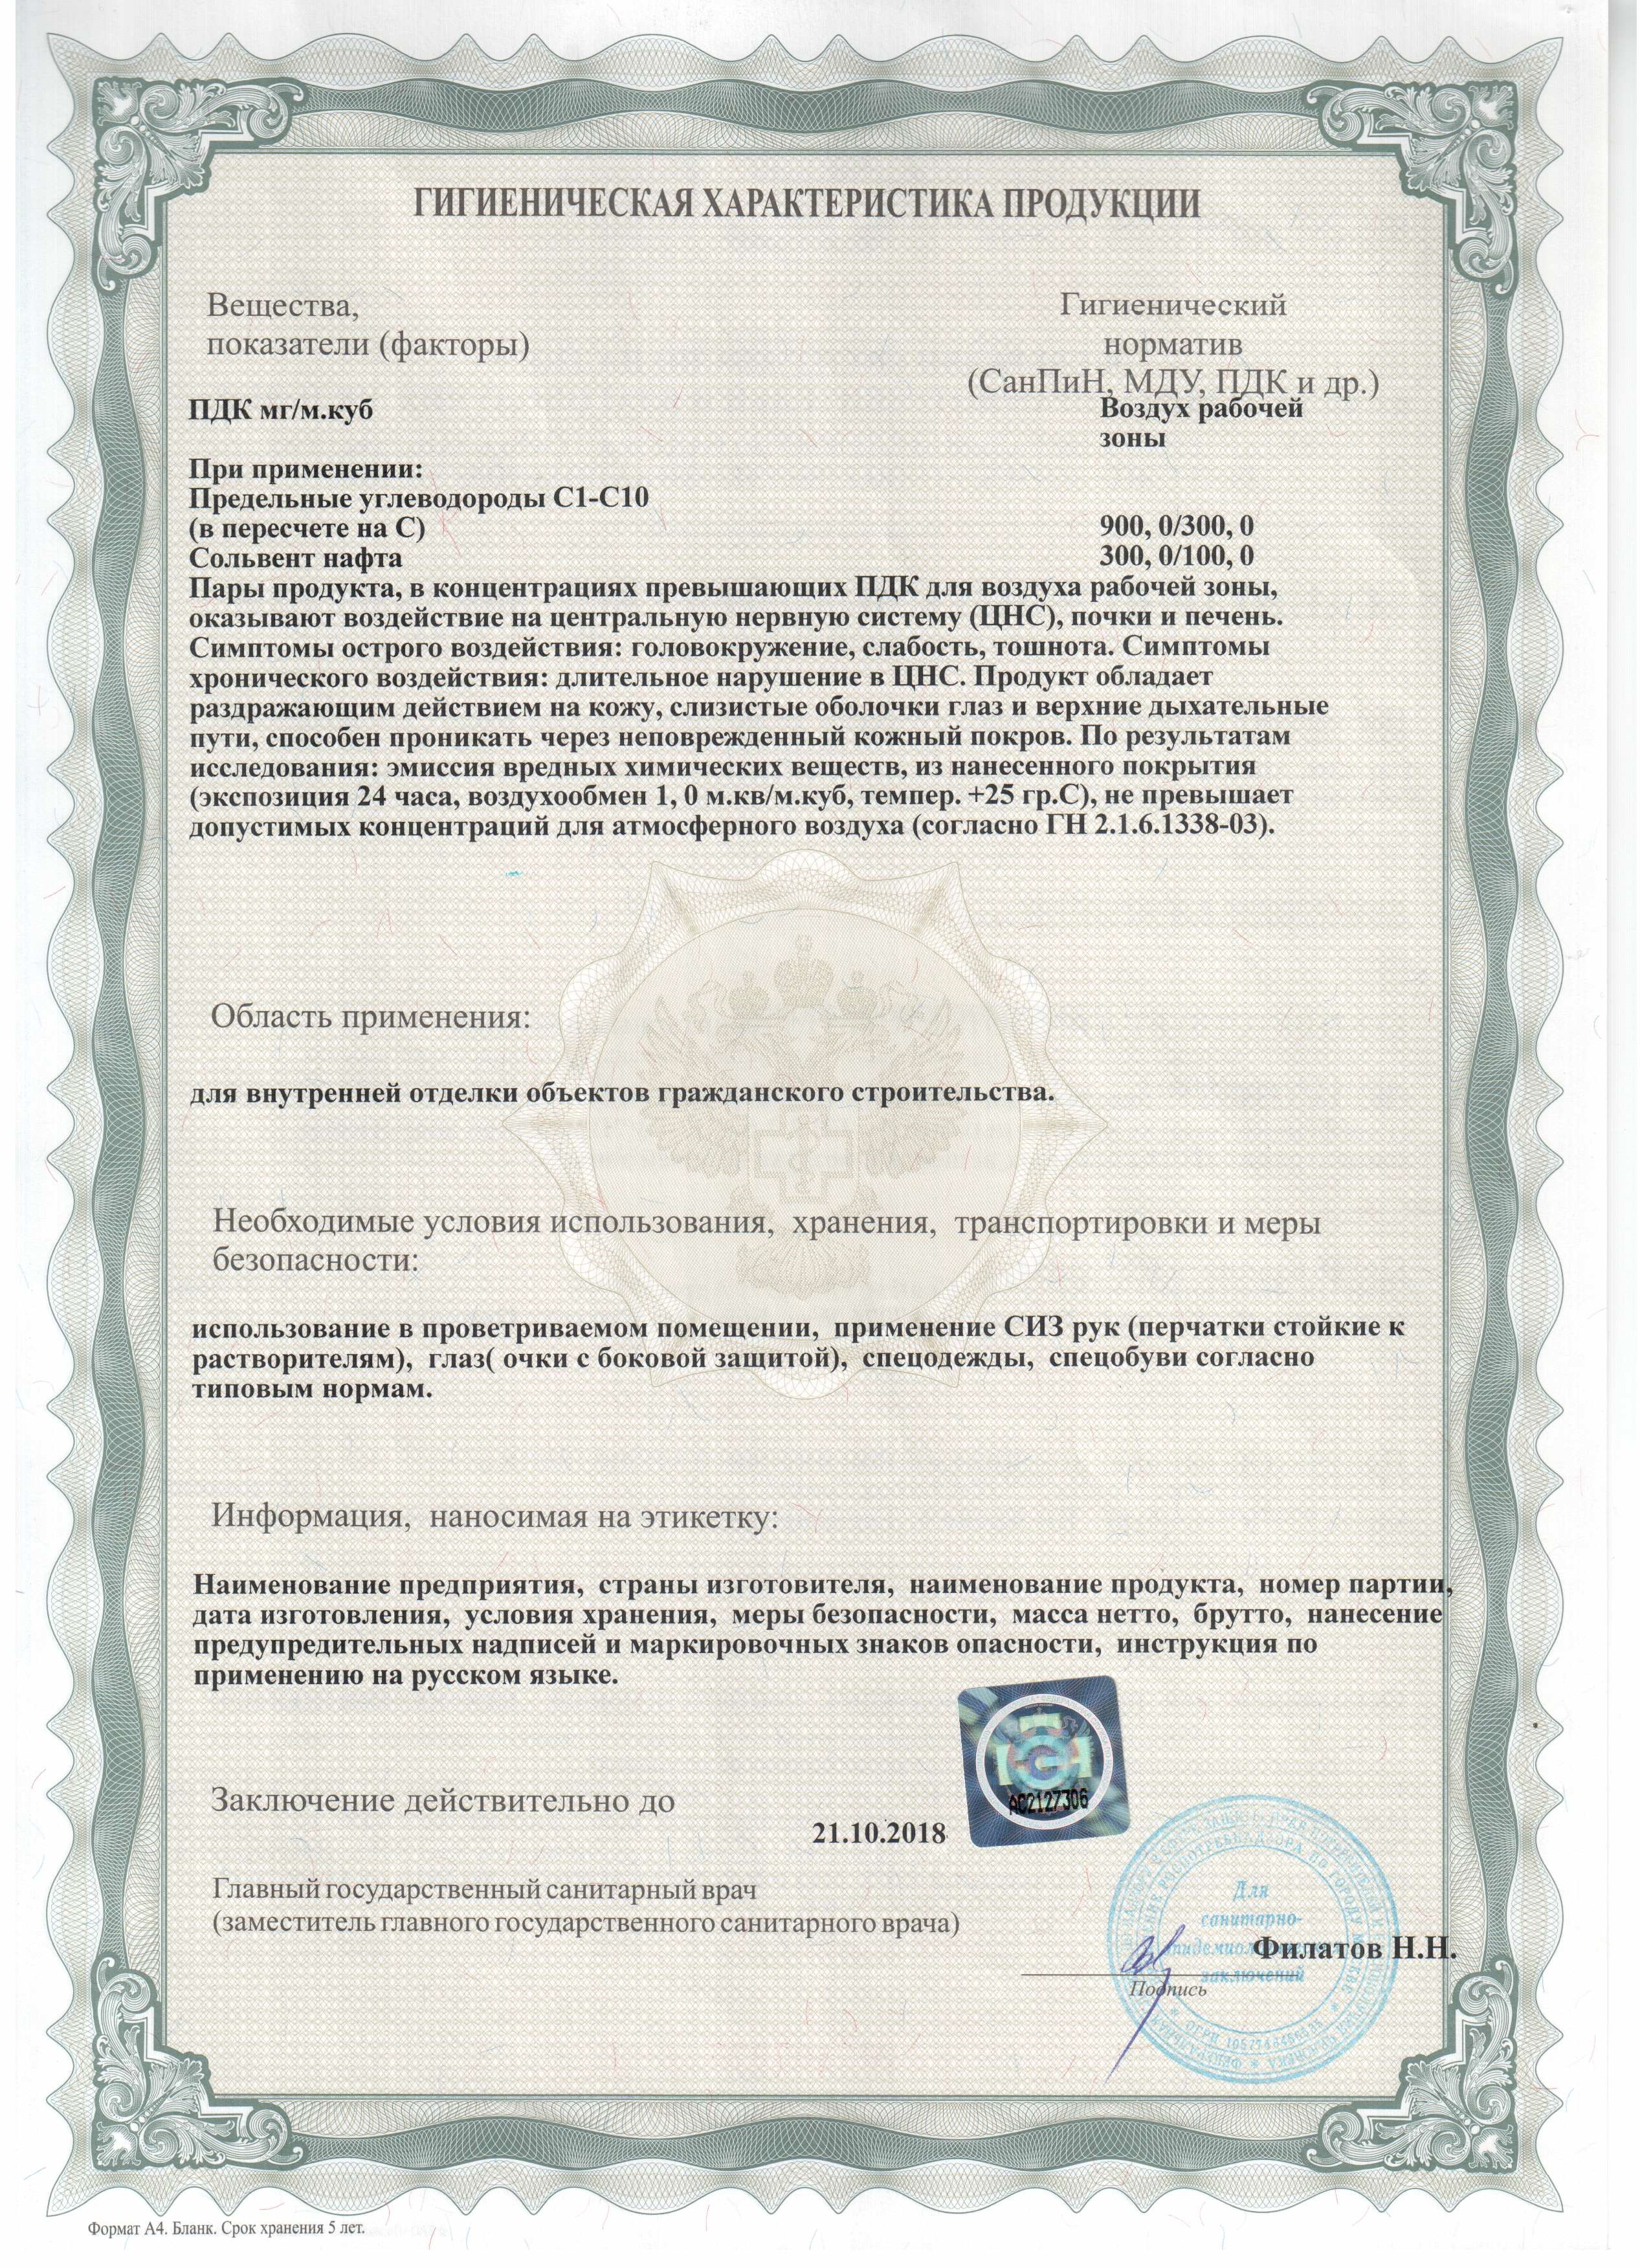 ГИГИЕНИЧЕСКАЯ ХАРАКТЕРИСТИКА ПРОДУКЦИИ
Вещества,
показатели (факторы)
Гигиенический
норматив
(СанПиН, МДУ, ПДК и др.)
ПДК мг/м.куб
Воздух рабочей
зоны
При применении:
Предельные углеводороды С1-С10
(в пересчете на С) 900, 0/300, 0
Сольвент нафта 300, 0/100, 0
Пары продукта, в концентрациях превышающих ПДК для воздуха рабочей зоны,
оказывают воздействие на центральную нервную систему (ЦНС), почки и печень.
Симптомы острого воздействия: головокружение, слабость, тошнота. Симптомы
хронического воздействия: длительное нарушение в ЦНС. Продукт обладает
раздражающим действием на кожу, слизистые оболочки глаз и верхние дыхательные
пути, способен проникать через неповрежденный кожный покров. По результатам
исследования: эмиссия вредных химических веществ, из нанесенного покрытия
(экспозиция 24 часа, воздухообмен 1, 0 м.кв/м.куб, темпер. +25 гр.С), не превышает
допустимых концентраций для атмосферного воздуха (согласно ГН 2.1.6.1338-03).
Область применения:
для внутренней отделки объектов гражданского строительства.
Необходимые условия использования, хранения, транспортировки и меры
безопасности:
использование в проветриваемом помещении, применение СИЗ рук (перчатки стойкие к
растворителям), глаз( очки с боковой защитой), спецодежды, спецобуви согласно
типовым нормам.
Информация, наносимая на этикетку:
Наименование предприятия, страны изготовителя, наименование продукта, номер партии,
дата изготовления, условия хранения, меры безопасности, масса нетто, брутто, нанесение
предупредительных надписей и маркировочных знаков опасности, инструкция по
применению на русском языке.
АС2127306
Заключение действительно до
21.10.2018
Главный государственный санитарный врач
(заместитель главного государственного санитарного врача)
Для
санитарно-
заключений
Филатов Н.Н.
Подпись
Формат А4. Бланк. Срок хранения 5 лет.